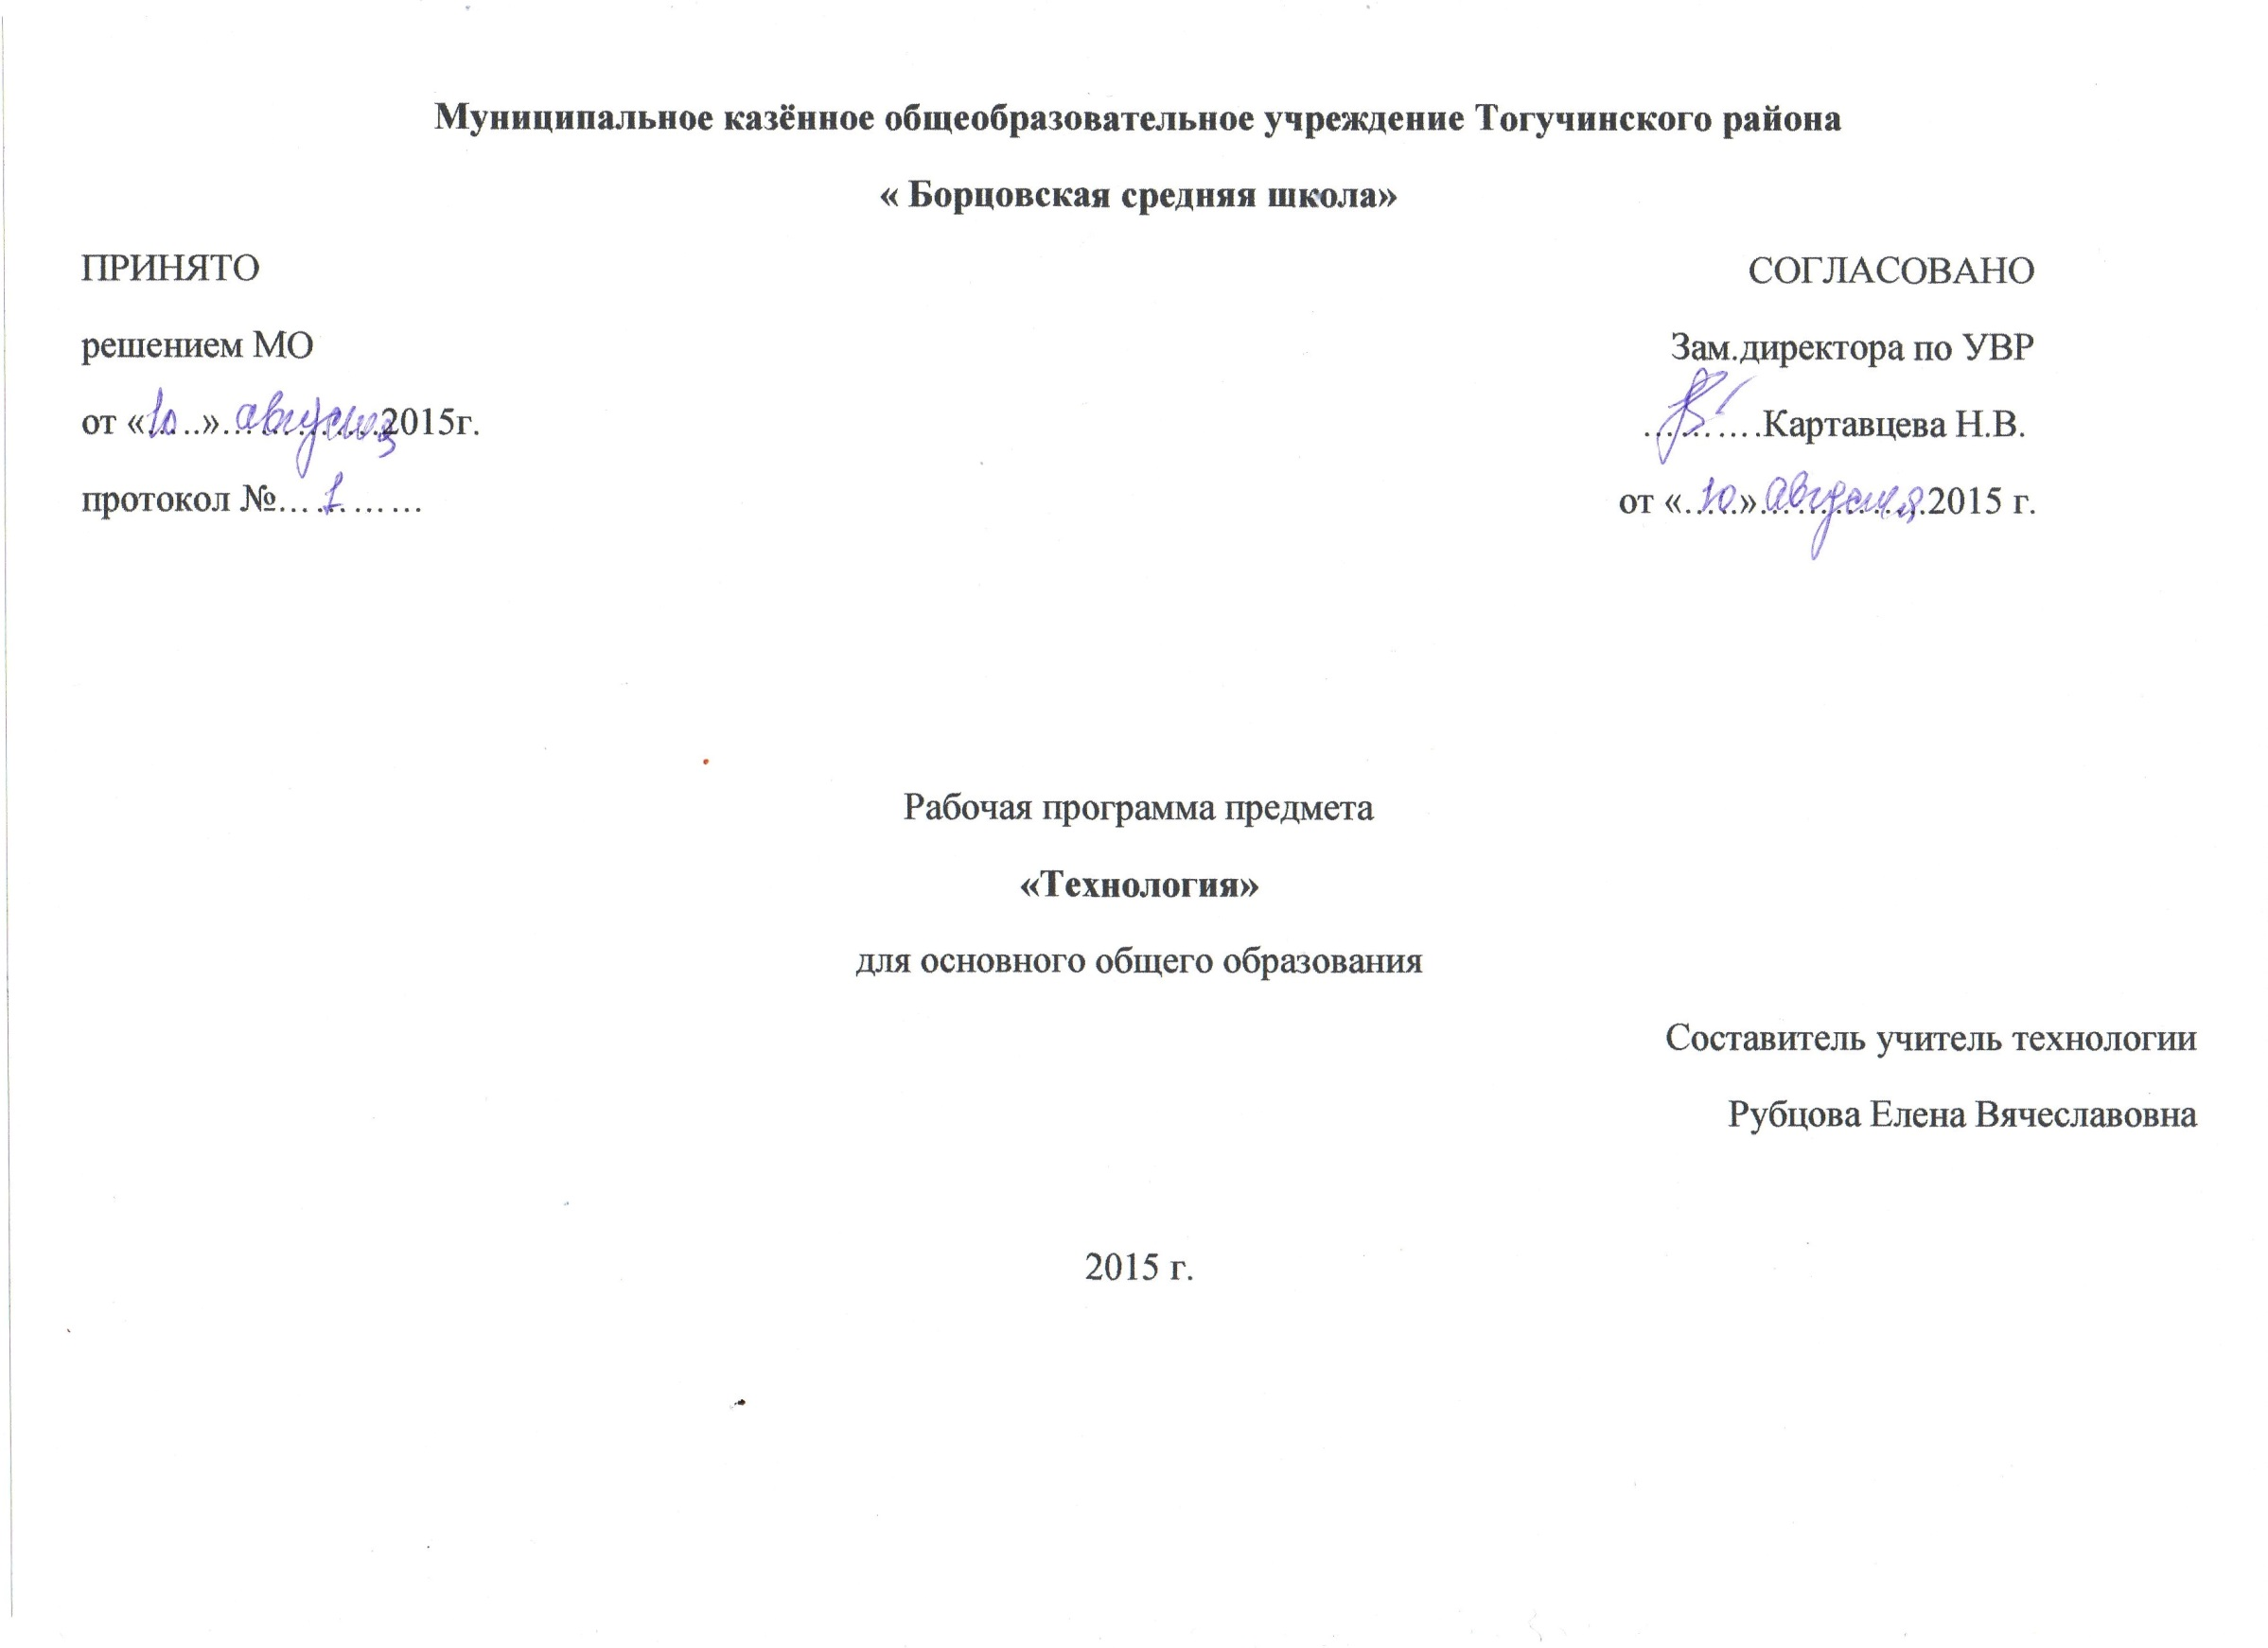 Муниципальное казённое общеобразовательное учреждение Тогучинского района
« Борцовская средняя школа»
ПРИНЯТО
СОГЛАСОВАНО
решением МО
Зам.директора по УВР
от «10» августа 2015г.
..........Картавцева Н.В.
протокол №....1............
от «10» августа 2015 г.
Рабочая программа предмета
«Технология»
для основного общего образования
Составитель учитель технологии
Рубцова Елена Вячеславовна
2015 г.